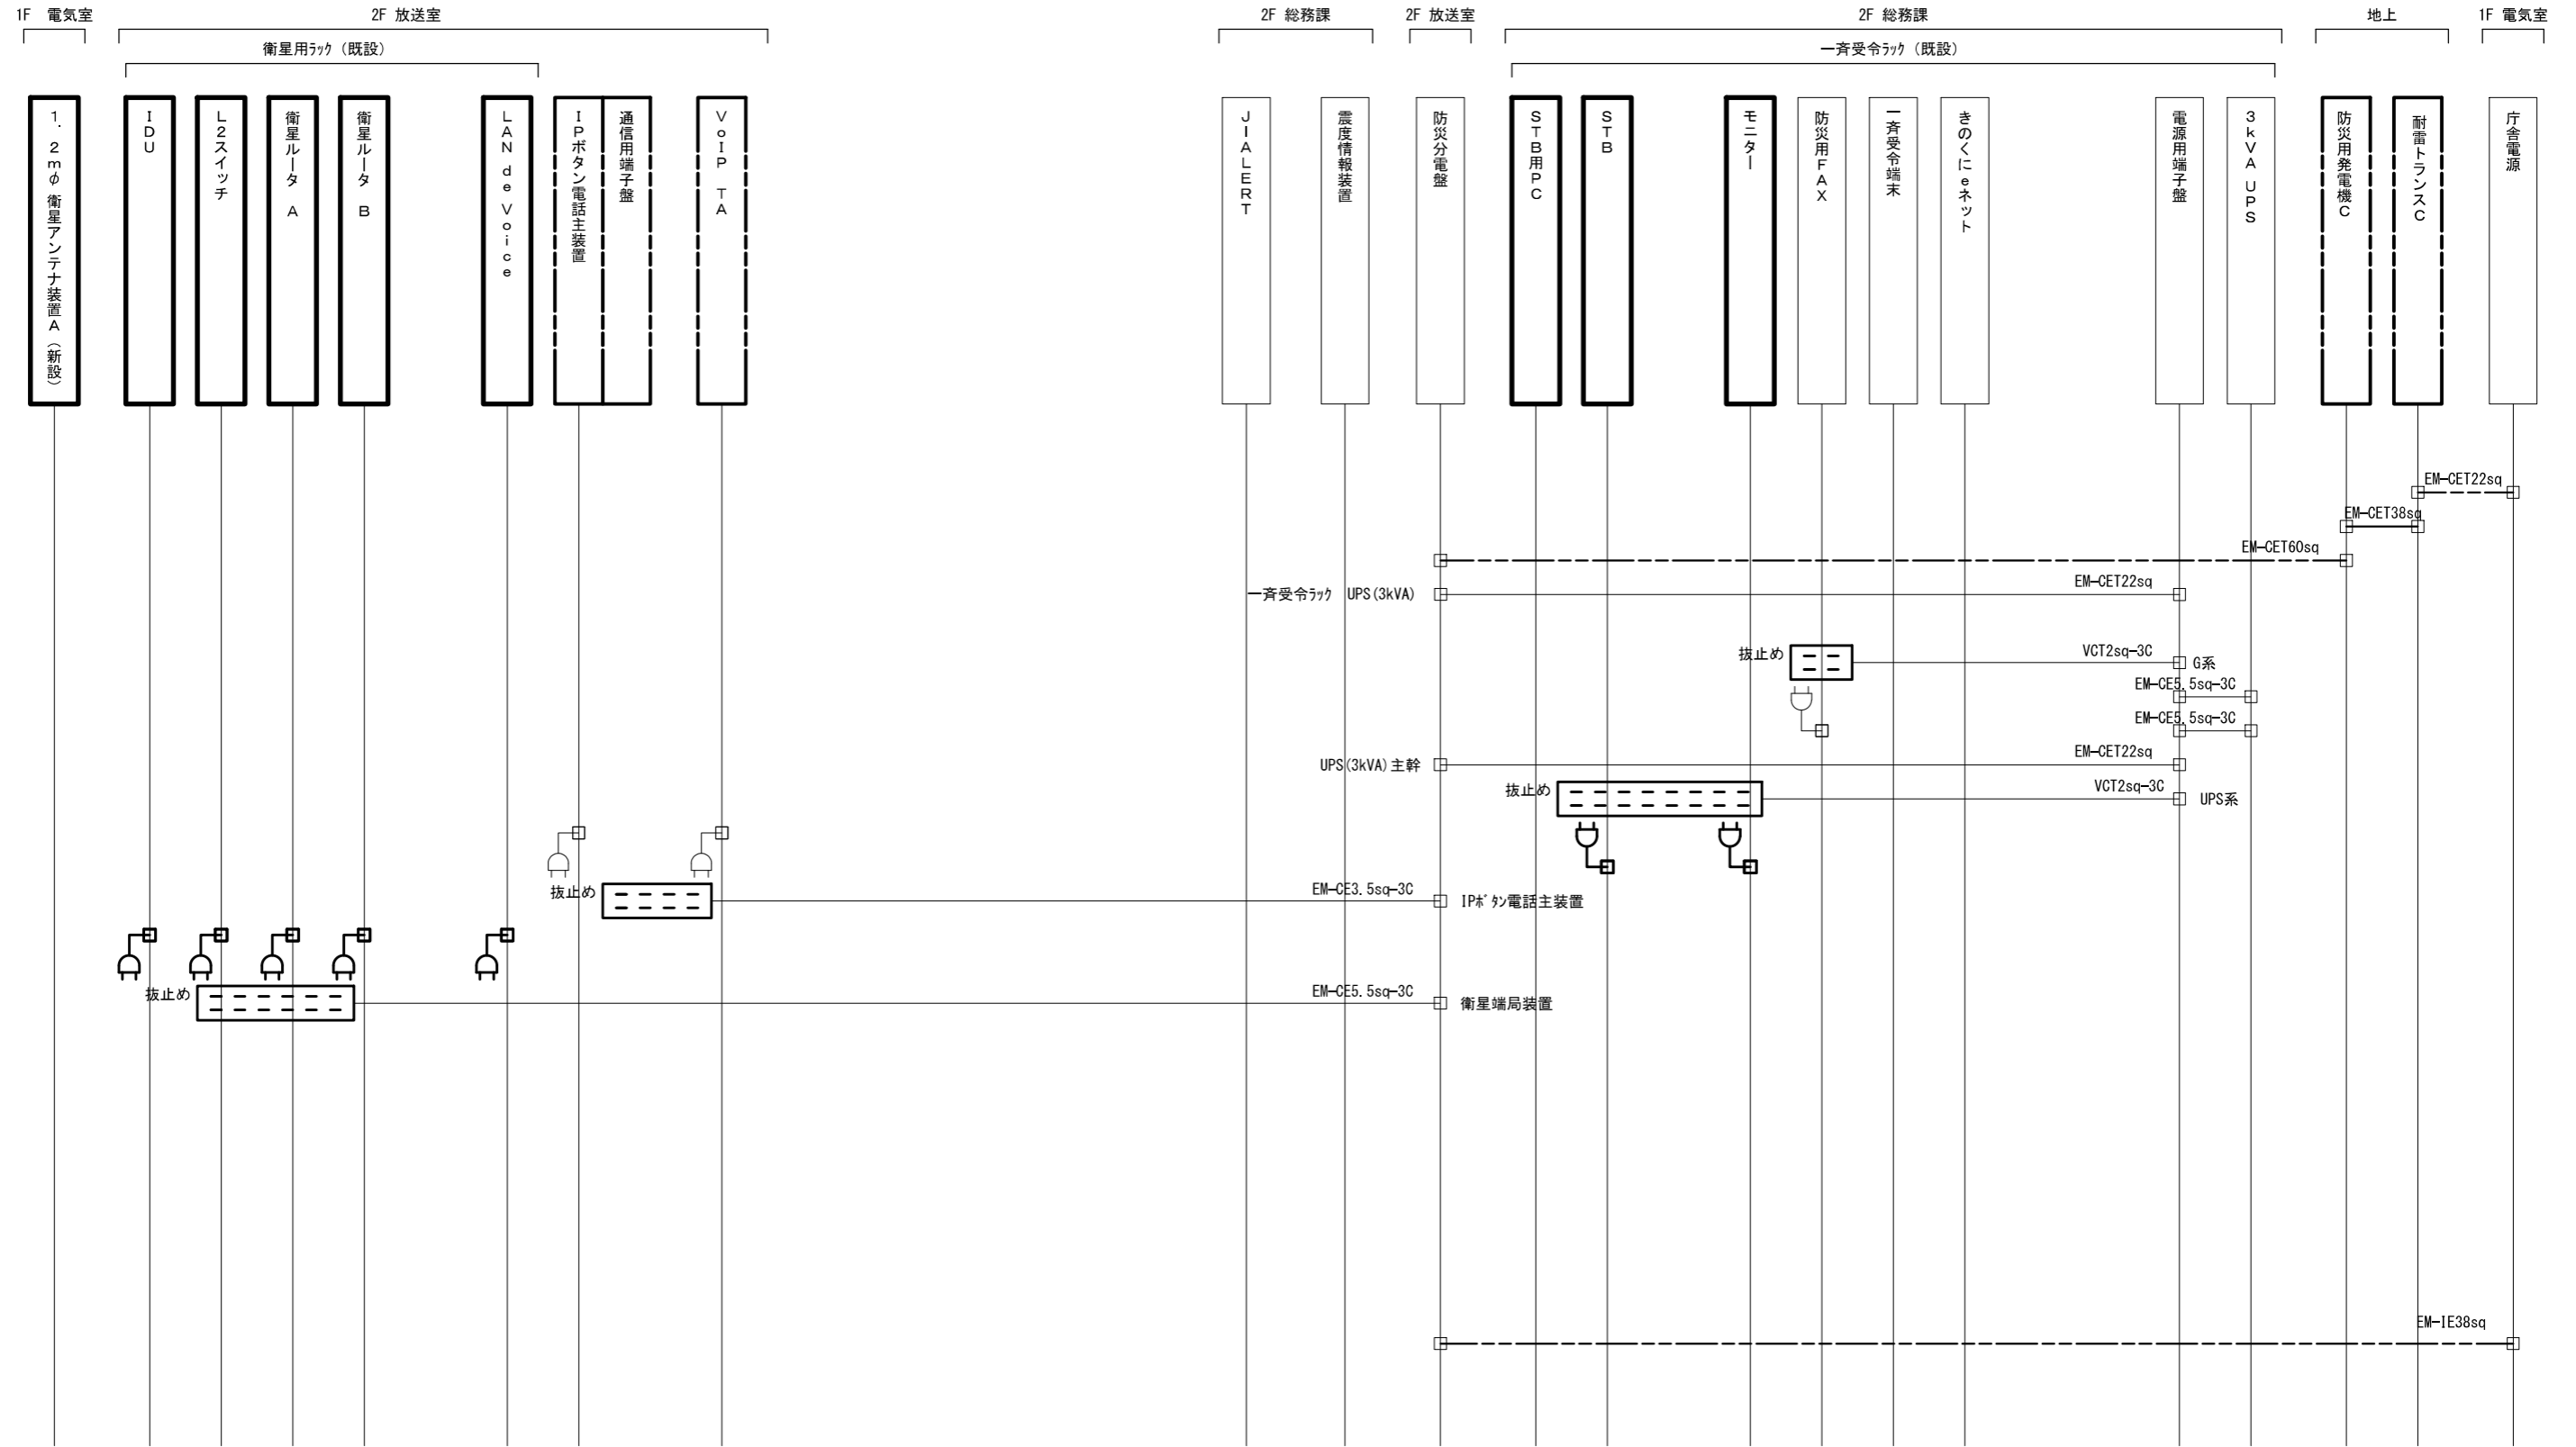 1F　電気室
2F 放送室
2F 総務課
2F 放送室
2F 総務課
地上
1F 電気室
衛星用ﾗｯｸ（既設）
一斉受令ﾗｯｸ（既設）
１．２ｍφ 衛星アンテナ装置Ａ（新設）
ＩＤＵ
Ｌ２スイッチ
衛星ルータ　Ａ
衛星ルータ　Ｂ
ＬＡＮ ｄｅ Ｖｏｉｃｅ
ＩＰボタン電話主装置
通信用端子盤
ＶｏＩＰ　ＴＡ
ＪｌＡＬＥＲＴ
震度情報装置
防災分電盤
ＳＴＢ用ＰＣ
ＳＴＢ
モニター
防災用ＦＡＸ
一斉受令端末
きのくにｅネット
電源用端子盤
３ｋＶＡ ＵＰＳ
防災用発電機Ｃ
耐雷トランスＣ
庁舎電源
EM-CET22sq
EM-CET38sq
EM-CET60sq
一斉受令ﾗｯｸ　UPS(3kVA)
EM-CET22sq
抜止め
VCT2sq-3C
G系
EM-CE5.5sq-3C
EM-CE5.5sq-3C
UPS(3kVA)主幹
EM-CET22sq
抜止め
VCT2sq-3C
UPS系
抜止め
EM-CE3.5sq-3C
IPﾎﾞﾀﾝ電話主装置
抜止め
EM-CE5.5sq-3C
衛星端局装置
EM-IE38sq